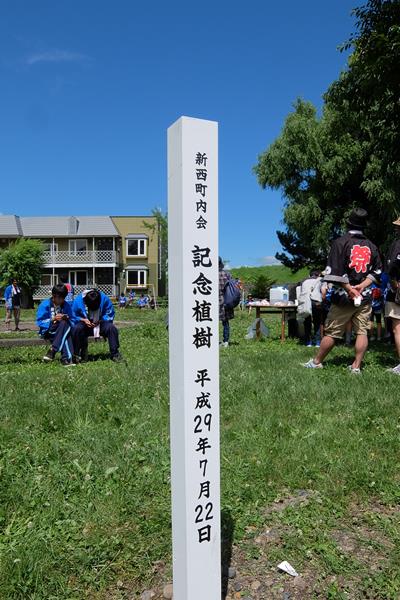 新西町内会
記念植樹
平成29年7月22日
祭